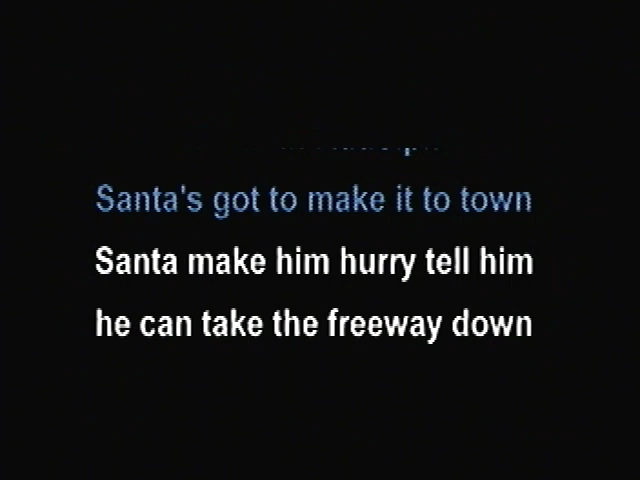 Santa's got to make it to town
Santa make him hurry tell him
he can take the freeway down